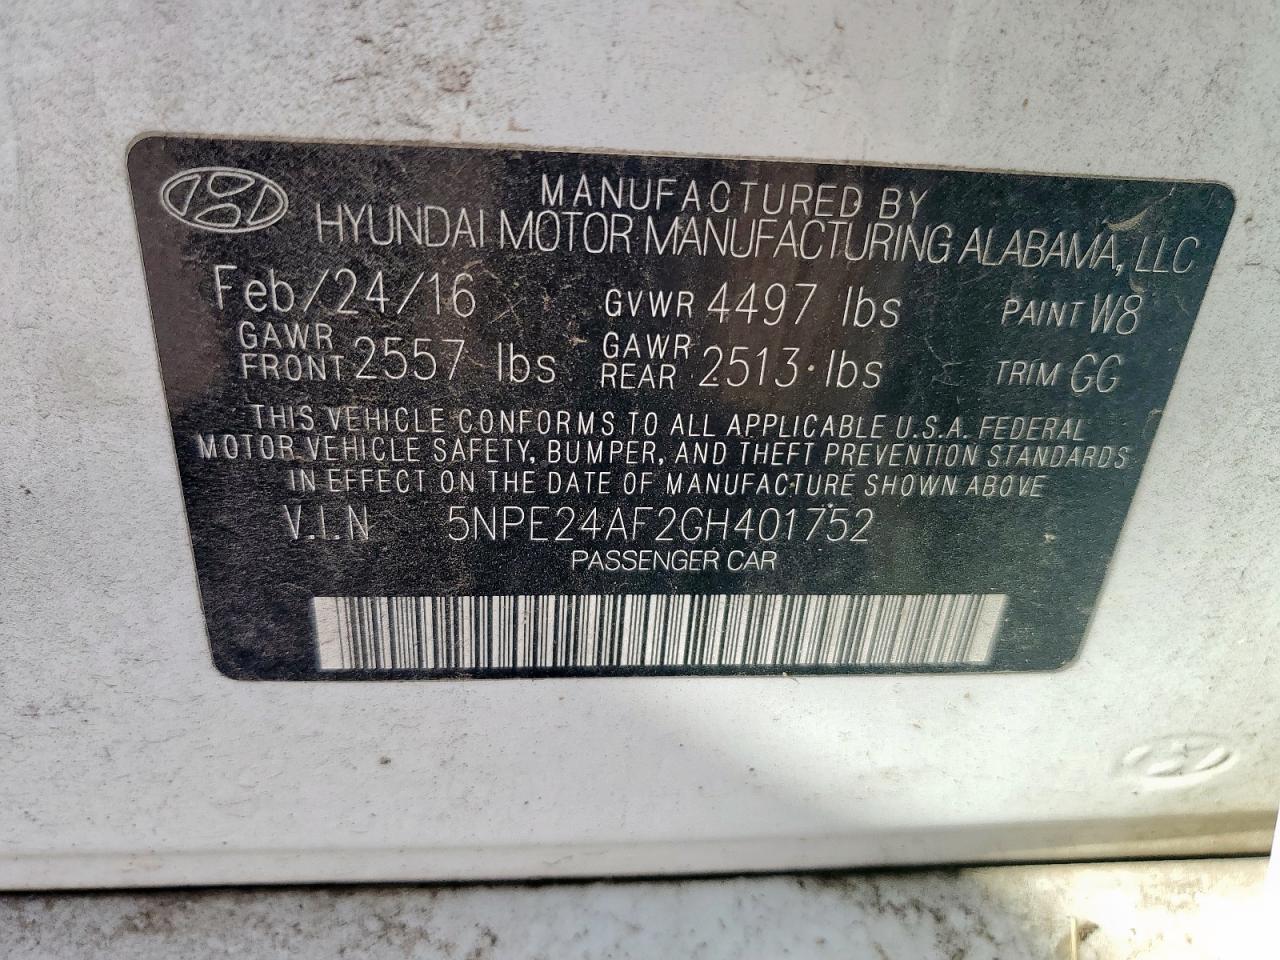 MANUFACTURED BY
HYUNDAI MOTOR MANUFACTURING ALABAMA, LLC
Feb/24/16 GVWR 4497 lbs PAINT W8
GAWR FRONT 2557 lbs GAWR REAR 2513 lbs TRIM GG
THIS VEHICLE CONFORMS TO ALL APPLICABLE U.S.A. FEDERAL
MOTOR VEHICLE SAFETY, BUMPER, AND THEFT PREVENTION STANDARDS
IN EFFECT ON THE DATE OF MANUFACTURE SHOWN ABOVE
V.I.N 5NPE24AF2GH401752
PASSENGER CAR